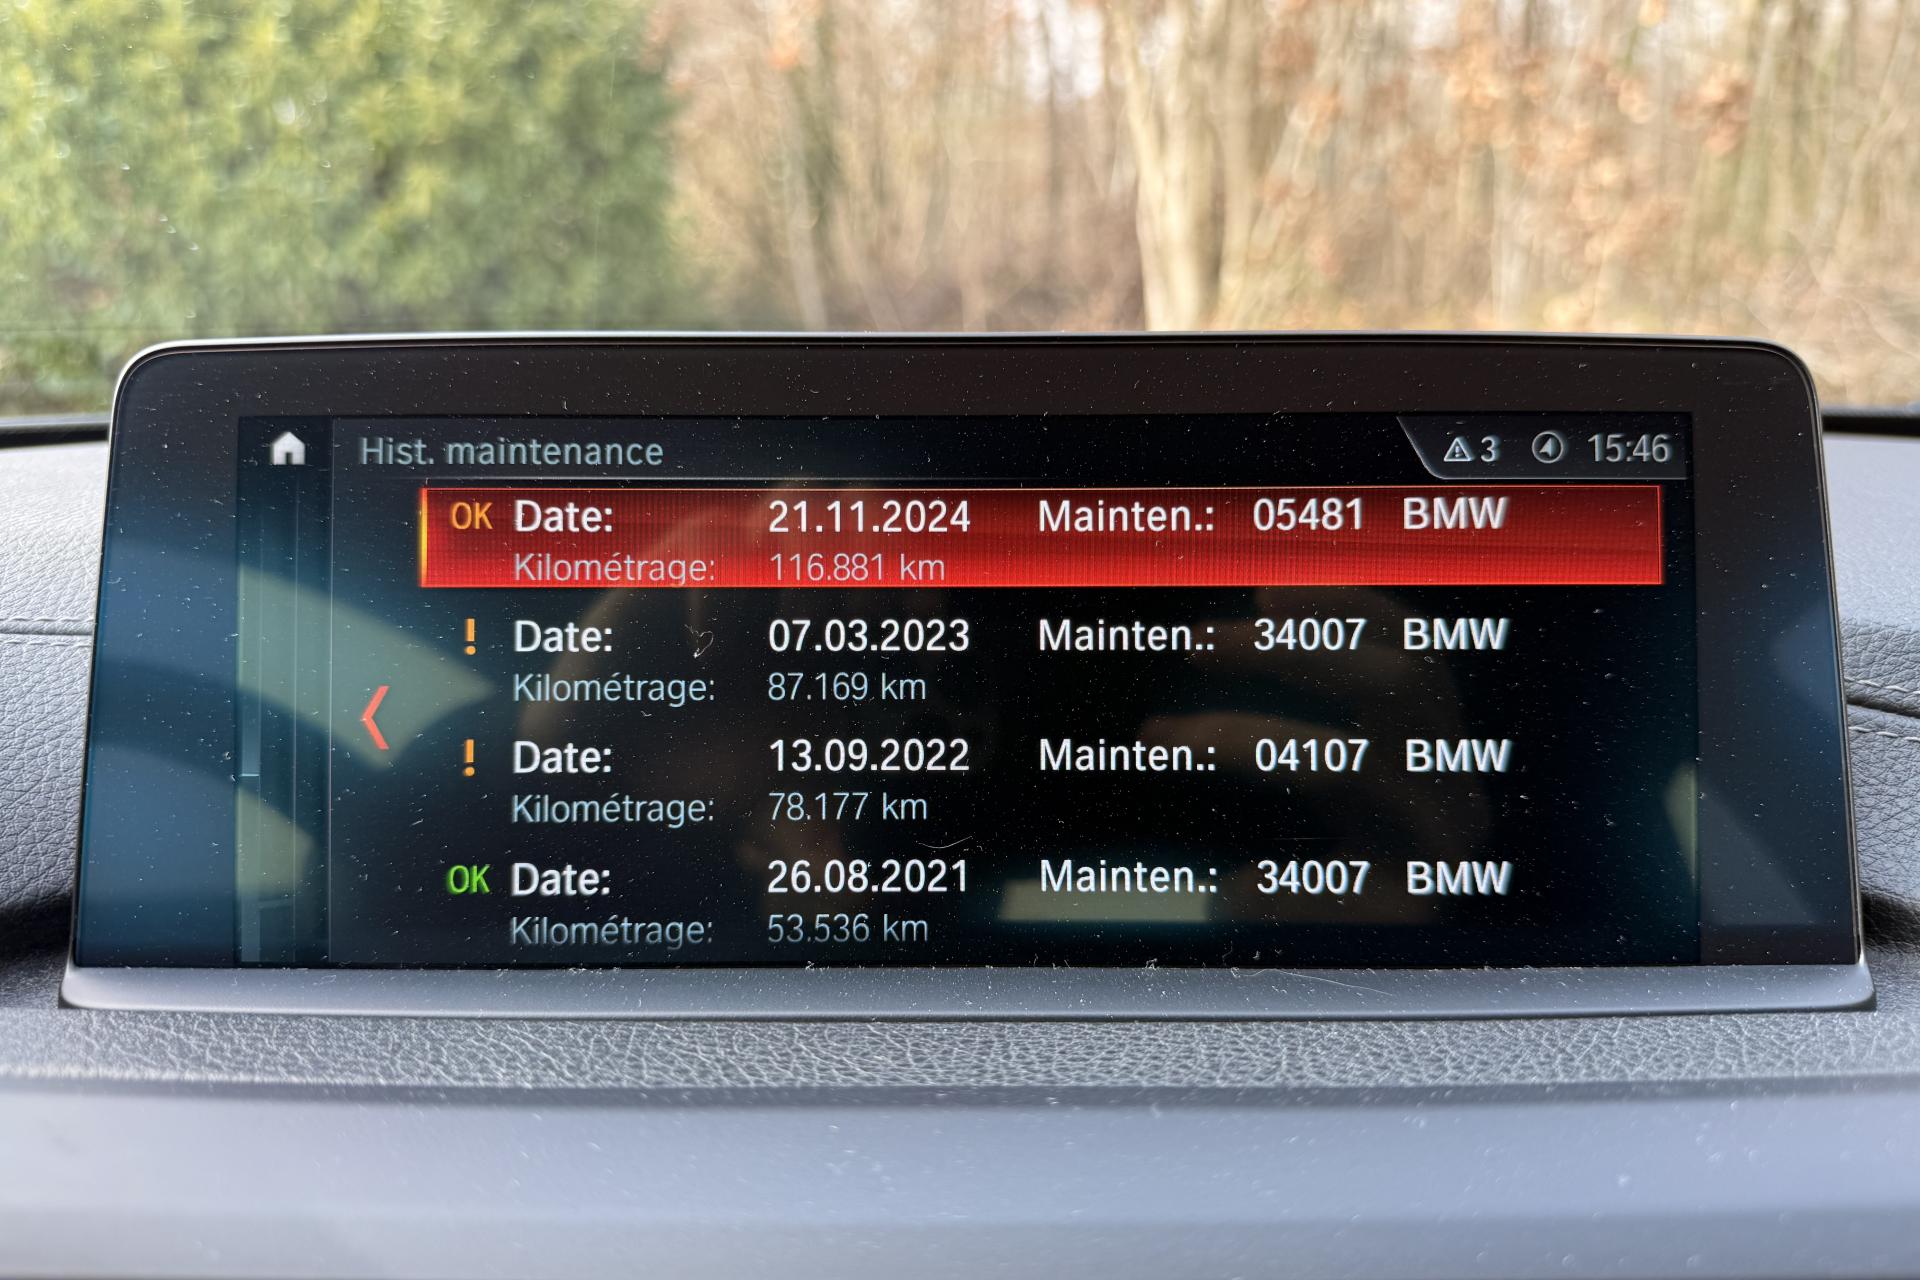 Hist. maintenance 3 15:46
OK Date: 21.11.2024 Mainten.: 05481 BMW
Kilométrage: 116.881 km
! Date: 07.03.2023 Mainten.: 34007 BMW
Kilométrage: 87.169 km
! Date: 13.09.2022 Mainten.: 04107 BMW
Kilométrage: 78.177 km
OK Date: 26.08.2021 Mainten.: 34007 BMW
Kilométrage: 53.536 km